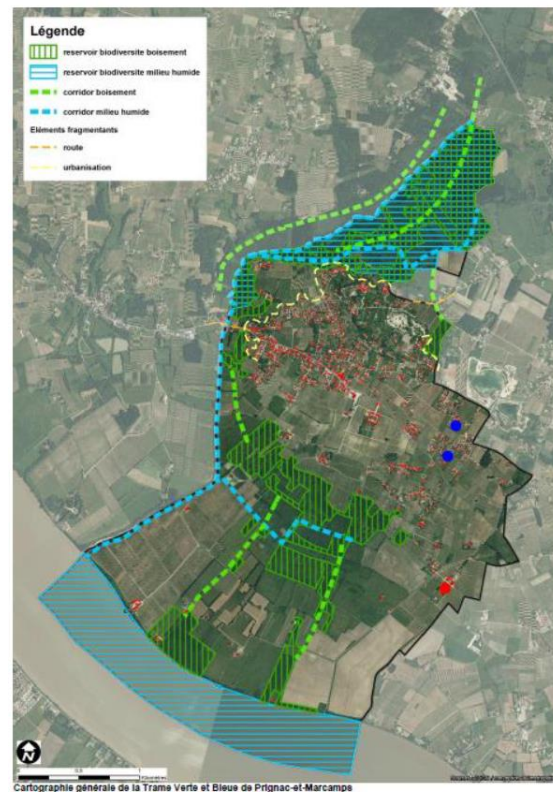 Légende
reservoir biodiversite boisement
reservoir biodiversite milieu humide
corridor boisement
corridor milieu humide
Eléments fragmentants
route
urbanisation
N
Cartographie générale de la Trame Verte et Bleue de Prignac-et-Marcamps